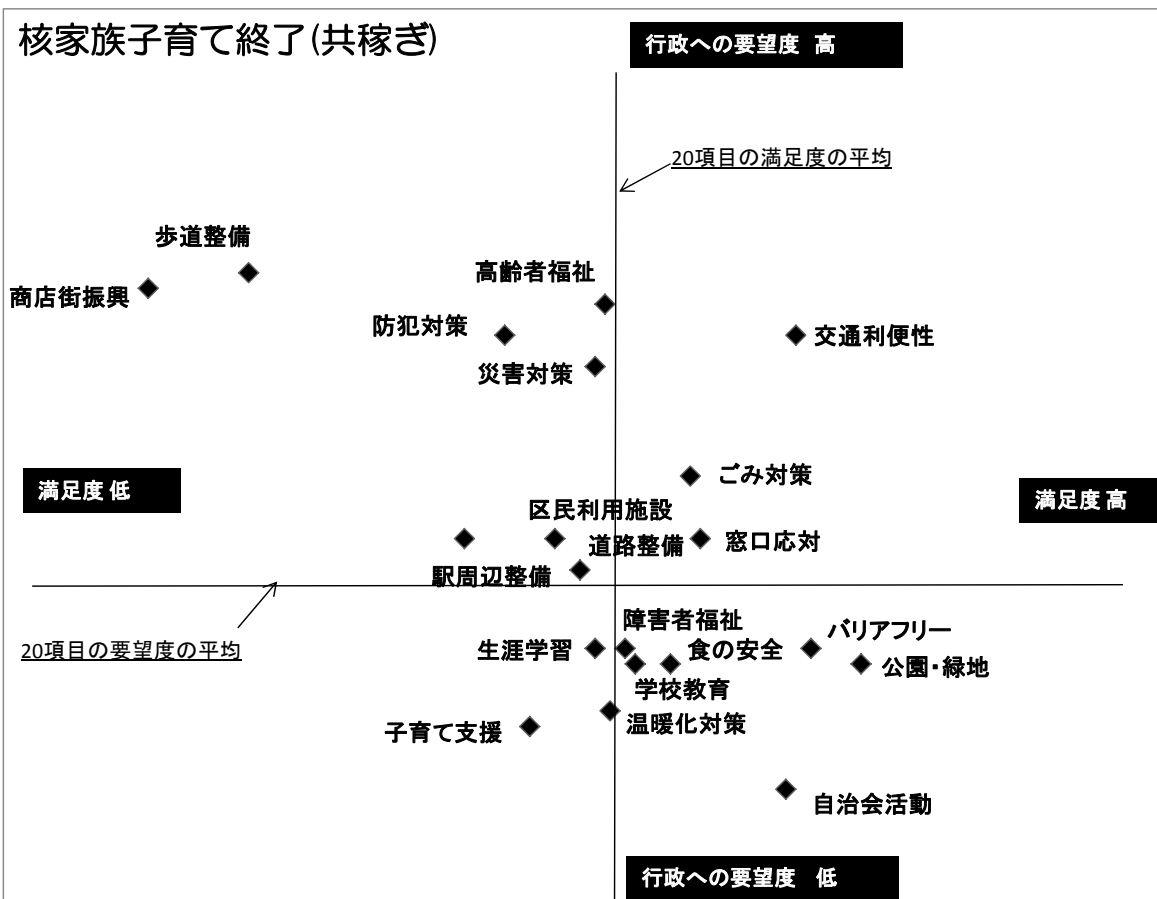 核家族子育て終了(共稼ぎ)
行政への要望度 高
20項目の満足度の平均
歩道整備
高齢者福祉
商店街振興
防犯対策
交通利便性
災害対策
ごみ対策
満足度 低
満足度 高
区民利用施設
道路整備
窓口応対
駅周辺整備
障害者福祉
バリアフリー
20項目の要望度の平均
生涯学習
食の安全
公園・緑地
学校教育
子育て支援
温暖化対策
自治会活動
行政への要望度 低